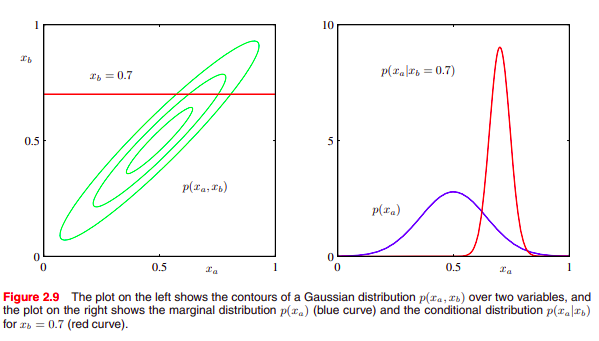 1
x_b
x_b = 0.7
0.5
p(x_a, x_b)
0
0
0.5
x_a
1
10
p(x_a|x_b = 0.7)
5
p(x_a)
0
0
0.5
x_a
1
Figure 2.9 The plot on the left shows the contours of a Gaussian distribution p(x_a, x_b) over two variables, and
the plot on the right shows the marginal distribution p(x_a) (blue curve) and the conditional distribution p(x_a|x_b)
for x_b = 0.7 (red curve).